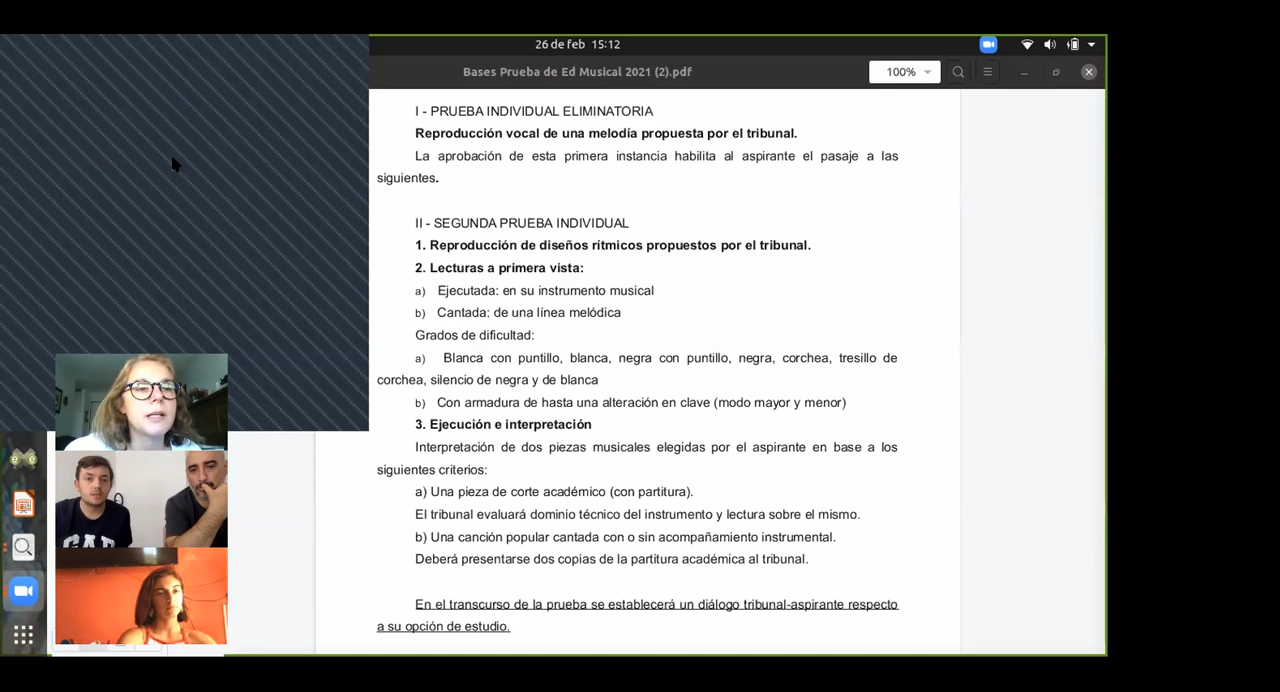 26 de feb 15:12
Bases Prueba de Ed Musical 2021 (2).pdf
100%
I - PRUEBA INDIVIDUAL ELIMINATORIA
Reproducción vocal de una melodía propuesta por el tribunal.
La aprobación de esta primera instancia habilita al aspirante el pasaje a las
siguientes.
II - SEGUNDA PRUEBA INDIVIDUAL
1. Reproducción de diseños rítmicos propuestos por el tribunal.
2. Lecturas a primera vista:
a) Ejecutada: en su instrumento musical
b) Cantada: de una línea melódica
Grados de dificultad:
a) Blanca con puntillo, blanca, negra con puntillo, negra, corchea, tresillo de
corchea, silencio de negra y de blanca
b) Con armadura de hasta una alteración en clave (modo mayor y menor)
3. Ejecución e interpretación
Interpretación de dos piezas musicales elegidas por el aspirante en base a los
siguientes criterios:
a) Una pieza de corte académico (con partitura).
El tribunal evaluará dominio técnico del instrumento y lectura sobre el mismo.
b) Una canción popular cantada con o sin acompañamiento instrumental.
Deberá presentarse dos copias de la partitura académica al tribunal.
En el transcurso de la prueba se establecerá un diálogo tribunal-aspirante respecto
a su opción de estudio.
GAP